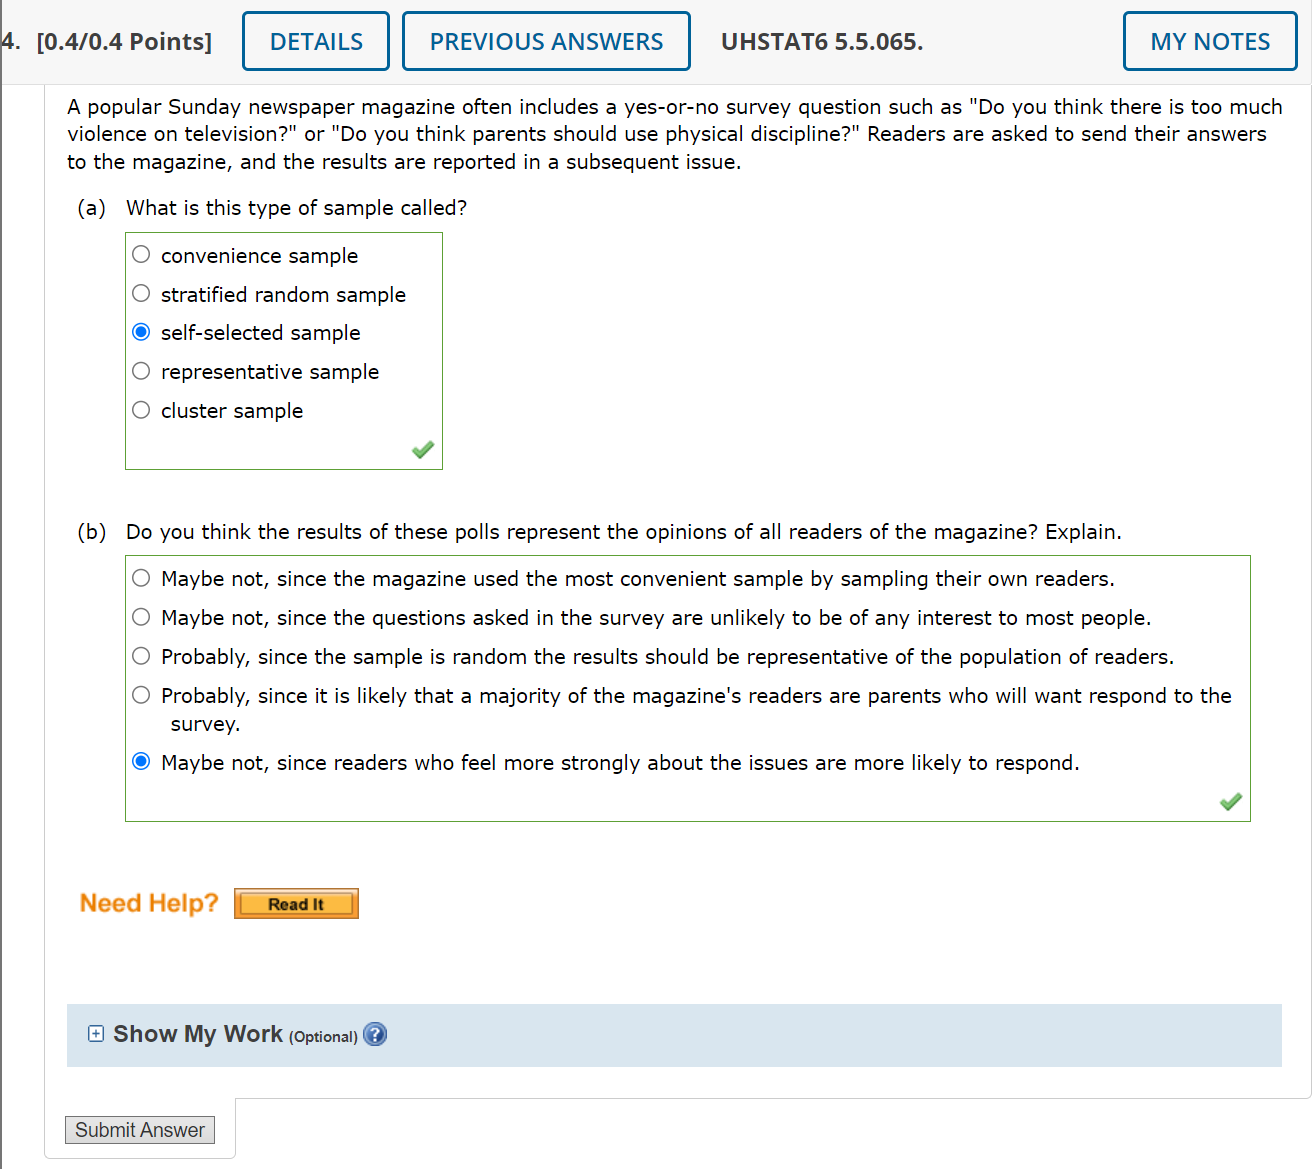 4. [0.4/0.4 Points] DETAILS PREVIOUS ANSWERS UHSTAT6 5.5.065. MY NOTES
A popular Sunday newspaper magazine often includes a yes-or-no survey question such as "Do you think there is too much
violence on television?" or "Do you think parents should use physical discipline?" Readers are asked to send their answers
to the magazine, and the results are reported in a subsequent issue.
(a) What is this type of sample called?
convenience sample
stratified random sample
self-selected sample
representative sample
cluster sample
(b) Do you think the results of these polls represent the opinions of all readers of the magazine? Explain.
Maybe not, since the magazine used the most convenient sample by sampling their own readers.
Maybe not, since the questions asked in the survey are unlikely to be of any interest to most people.
Probably, since the sample is random the results should be representative of the population of readers.
Probably, since it is likely that a majority of the magazine's readers are parents who will want respond to the
survey.
Maybe not, since readers who feel more strongly about the issues are more likely to respond.
Need Help? Read It
Show My Work (Optional) ?
Submit Answer